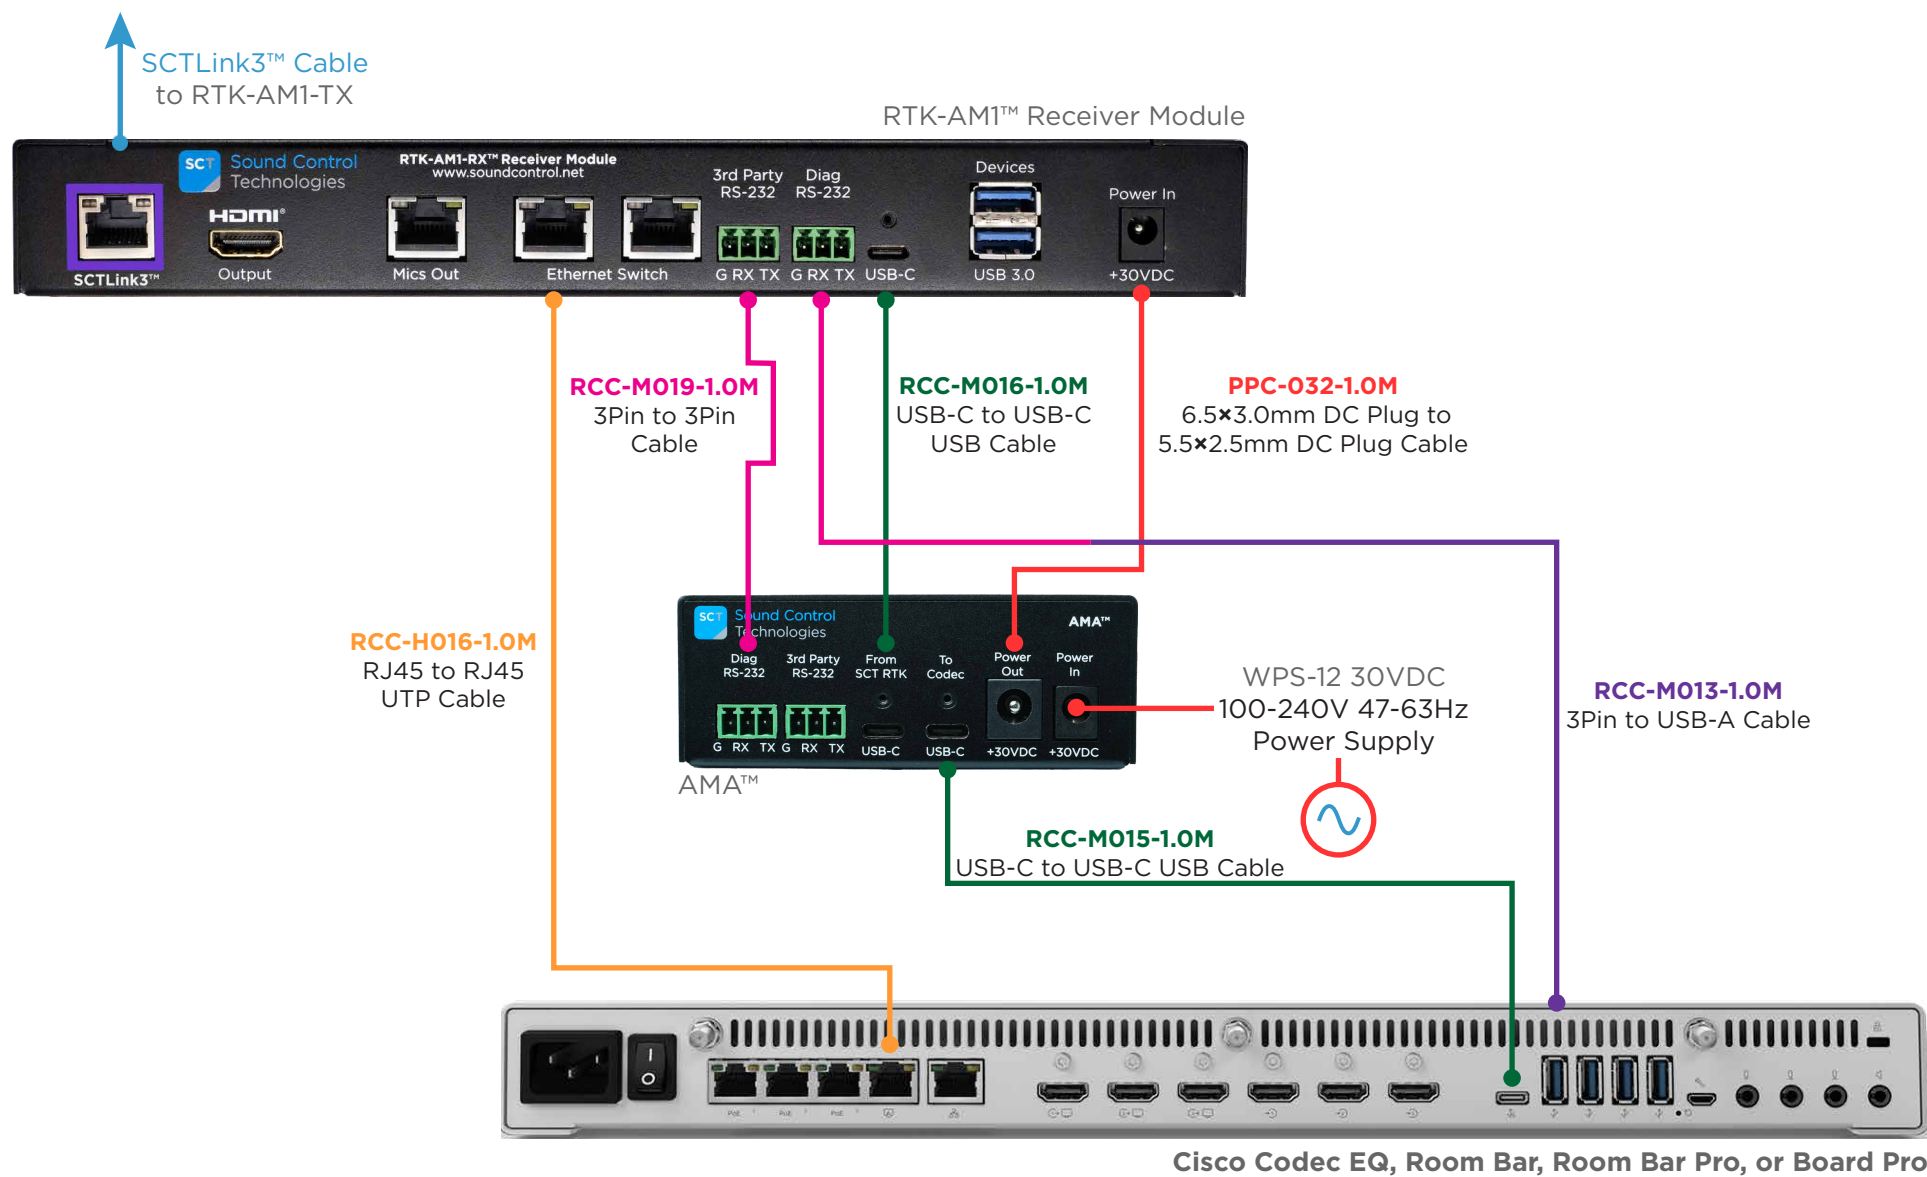 SCTLink3™ Cable
to RTK-AM1-TX
RTK-AM1™ Receiver Module
SCT
Sound Control
Technologies
RTK-AM1-RX™ Receiver Module
www.soundcontrol.net
HDMI®
3rd Party
RS-232
Diag
RS-232
Devices
Power In
SCTLink3™
Output
Mics Out
Ethernet Switch
G RX TX
G RX TX
USB-C
USB 3.0
+30VDC
RCC-M019-1.0M
3Pin to 3Pin
Cable
RCC-M016-1.0M
USB-C to USB-C
USB Cable
PPC-032-1.0M
6.5×3.0mm DC Plug to
5.5×2.5mm DC Plug Cable
RCC-H016-1.0M
RJ45 to RJ45
UTP Cable
SCT
Sound Control
Technologies
AMA™
Diag
RS-232
3rd Party
RS-232
From
SCT RTK
To
Codec
Power
Out
Power
In
G RX TX
G RX TX
USB-C
USB-C
+30VDC
+30VDC
AMA™
WPS-12 30VDC
100-240V 47-63Hz
Power Supply
RCC-M013-1.0M
3Pin to USB-A Cable
RCC-M015-1.0M
USB-C to USB-C USB Cable
PoE
PoE
PoE
Cisco Codec EQ, Room Bar, Room Bar Pro, or Board Pro